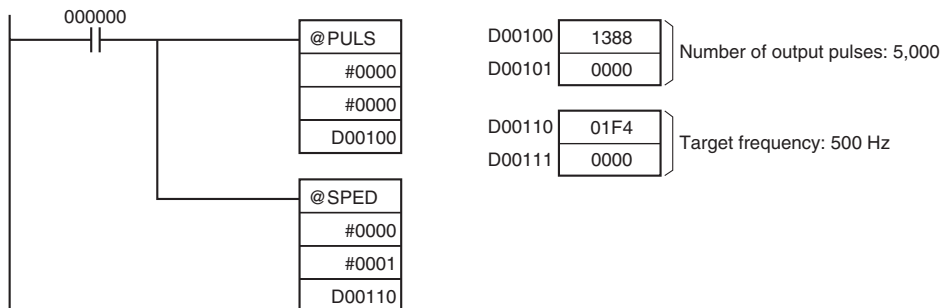 000000
@PULS
#0000
#0000
D00100
@SPED
#0000
#0001
D00110
D00100 1388
D00101 0000
Number of output pulses: 5,000
D00110 01F4
D00111 0000
Target frequency: 500 Hz